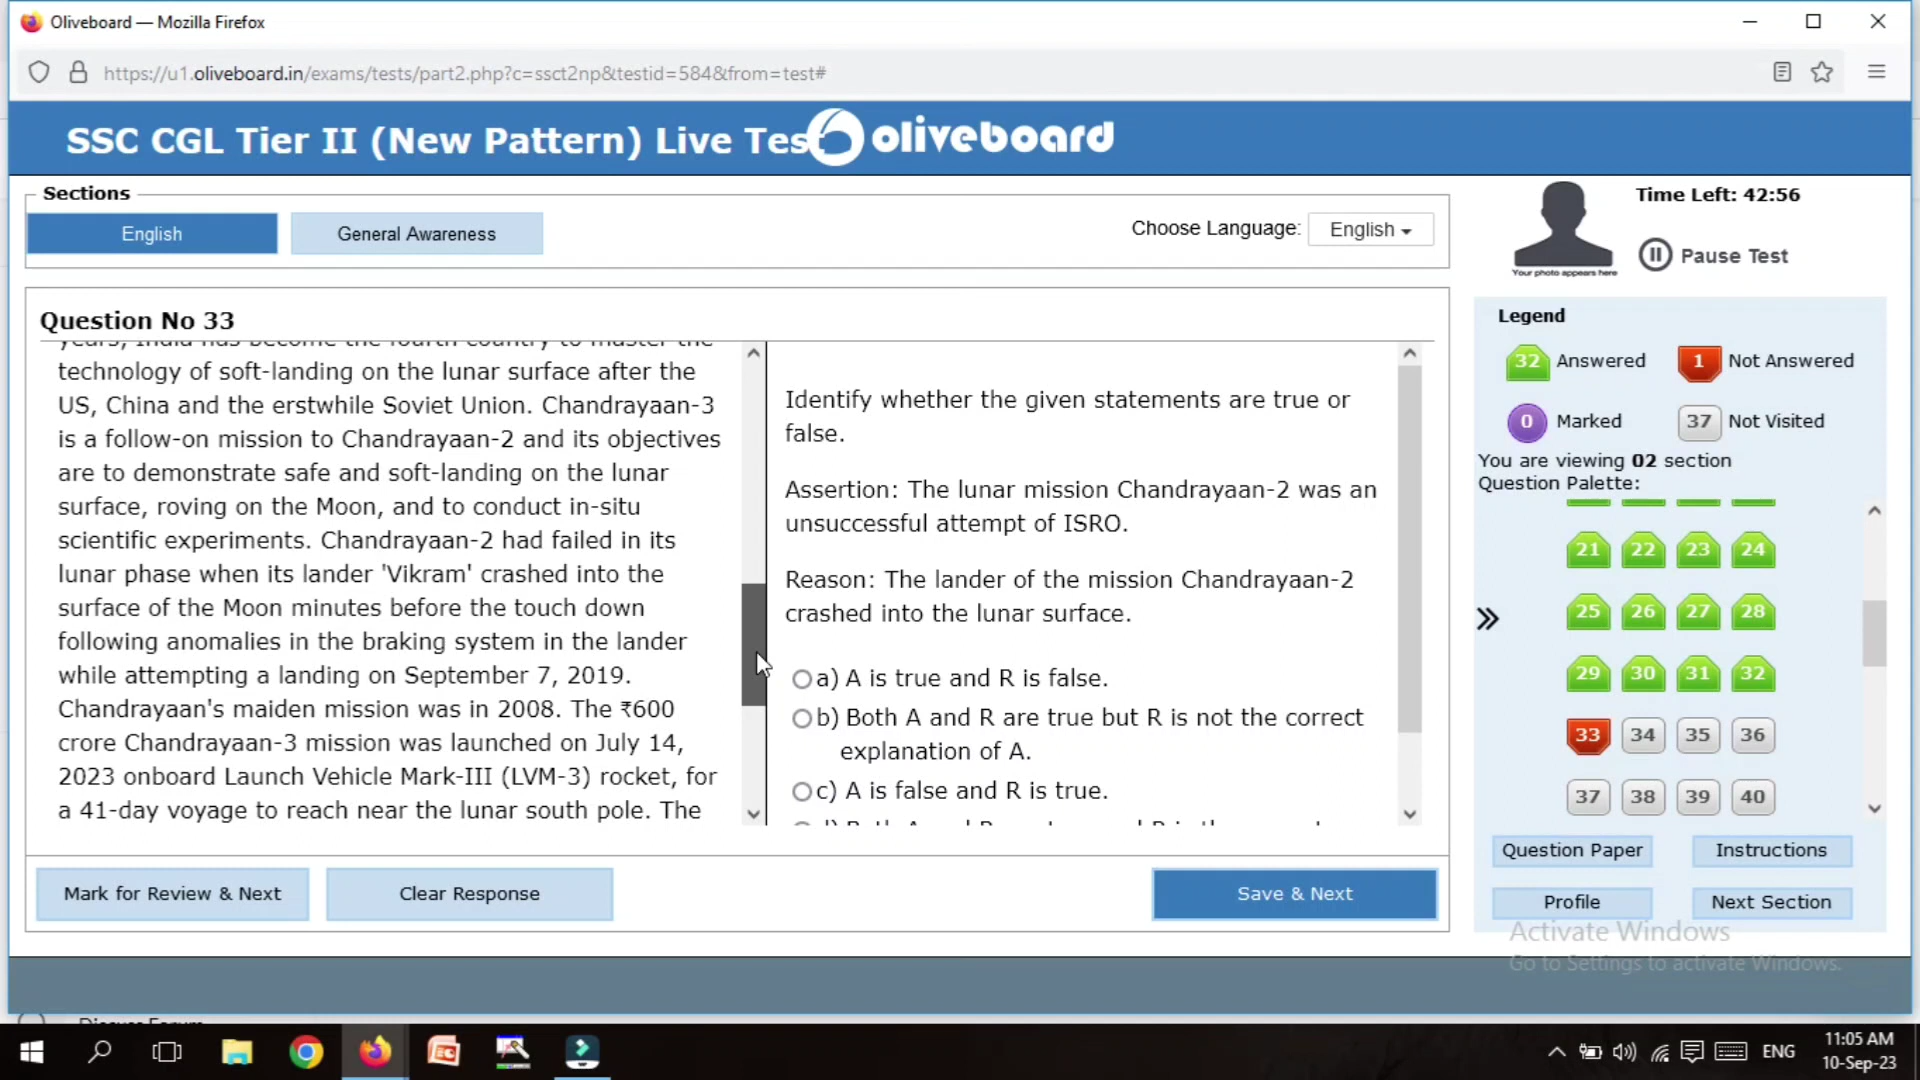 Oliveboard — Mozilla Firefox
https://u1.oliveboard.in/exams/tests/part2.php?c=ssct2np&testid=584&from=test#
SSC CGL Tier II (New Pattern) Live Tes
oliveboard
Sections
English
General Awareness
Choose Language:
English
Your photo appears here
Time Left: 42:56
Pause Test
Question No 33
years, India has become the fourth country to master the
technology of soft-landing on the lunar surface after the
US, China and the erstwhile Soviet Union. Chandrayaan-3
is a follow-on mission to Chandrayaan-2 and its objectives
are to demonstrate safe and soft-landing on the lunar
surface, roving on the Moon, and to conduct in-situ
scientific experiments. Chandrayaan-2 had failed in its
lunar phase when its lander 'Vikram' crashed into the
surface of the Moon minutes before the touch down
following anomalies in the braking system in the lander
while attempting a landing on September 7, 2019.
Chandrayaan's maiden mission was in 2008. The ₹600
crore Chandrayaan-3 mission was launched on July 14,
2023 onboard Launch Vehicle Mark-III (LVM-3) rocket, for
a 41-day voyage to reach near the lunar south pole. The
Identify whether the given statements are true or
false.
Assertion: The lunar mission Chandrayaan-2 was an
unsuccessful attempt of ISRO.
Reason: The lander of the mission Chandrayaan-2
crashed into the lunar surface.
a) A is true and R is false.
b) Both A and R are true but R is not the correct
explanation of A.
c) A is false and R is true.
Mark for Review & Next
Clear Response
Save & Next
Legend
32 Answered
1 Not Answered
0 Marked
37 Not Visited
You are viewing 02 section
Question Palette:
21 22 23 24
25 26 27 28
29 30 31 32
33 34 35 36
37 38 39 40
Question Paper
Instructions
Profile
Next Section
Activate Windows
Go to Settings to activate Windows.
ENG
11:05 AM
10-Sep-23